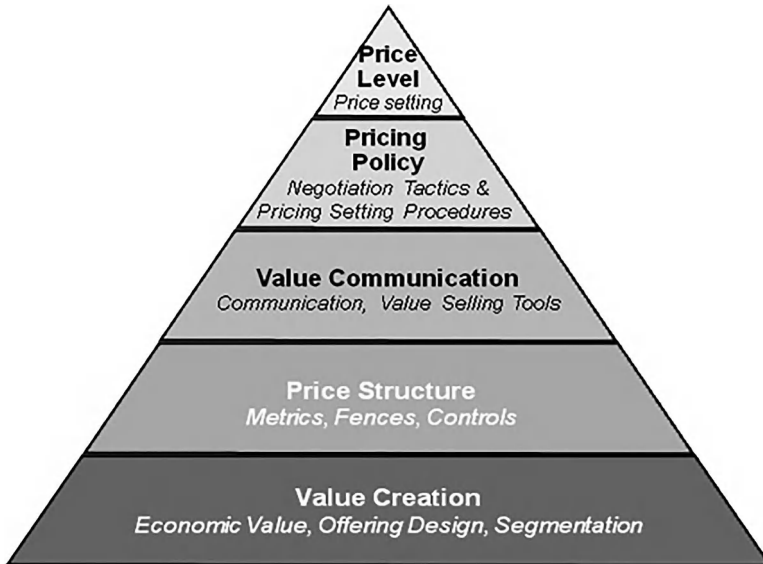 Price
Level
Price setting
Pricing
Policy
Negotiation Tactics &
Pricing Setting Procedures
Value Communication
Communication, Value Selling Tools
Price Structure
Metrics, Fences, Controls
Value Creation
Economic Value, Offering Design, Segmentation